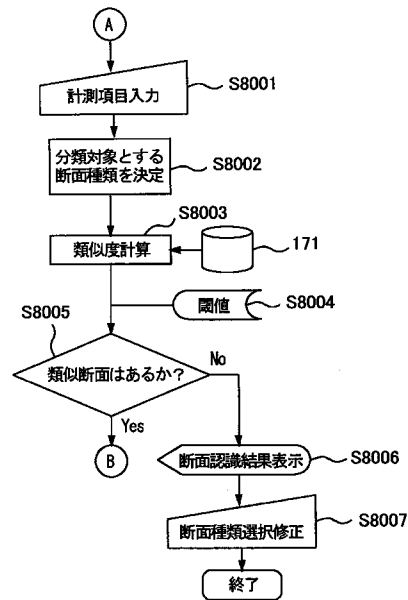 A
計測項目入力
S8001
分類対象とする
断面種類を決定
S8002
S8003
類似度計算
171
閾値
S8004
S8005
類似断面はあるか?
No
Yes
B
断面認識結果表示
S8006
断面種類選択修正
S8007
終了